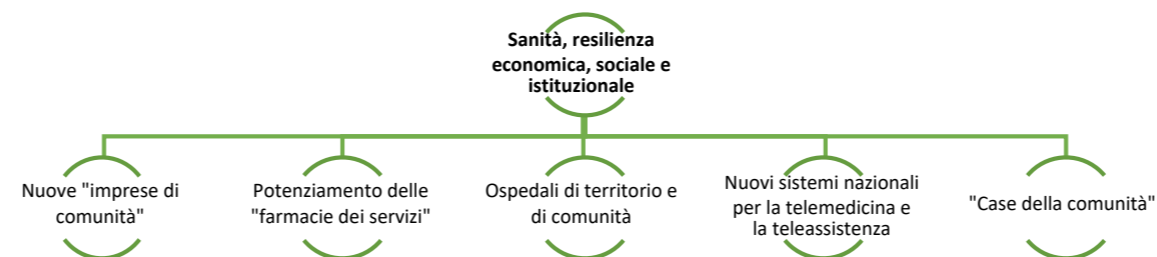 Sanità, resilienza
economica, sociale e
istituzionale
Nuove "imprese di
comunità"
Potenziamento delle
"farmacie dei servizi"
Ospedali di territorio e
di comunità
Nuovi sistemi nazionali
per la telemedicina e
la teleassistenza
"Case della comunità"